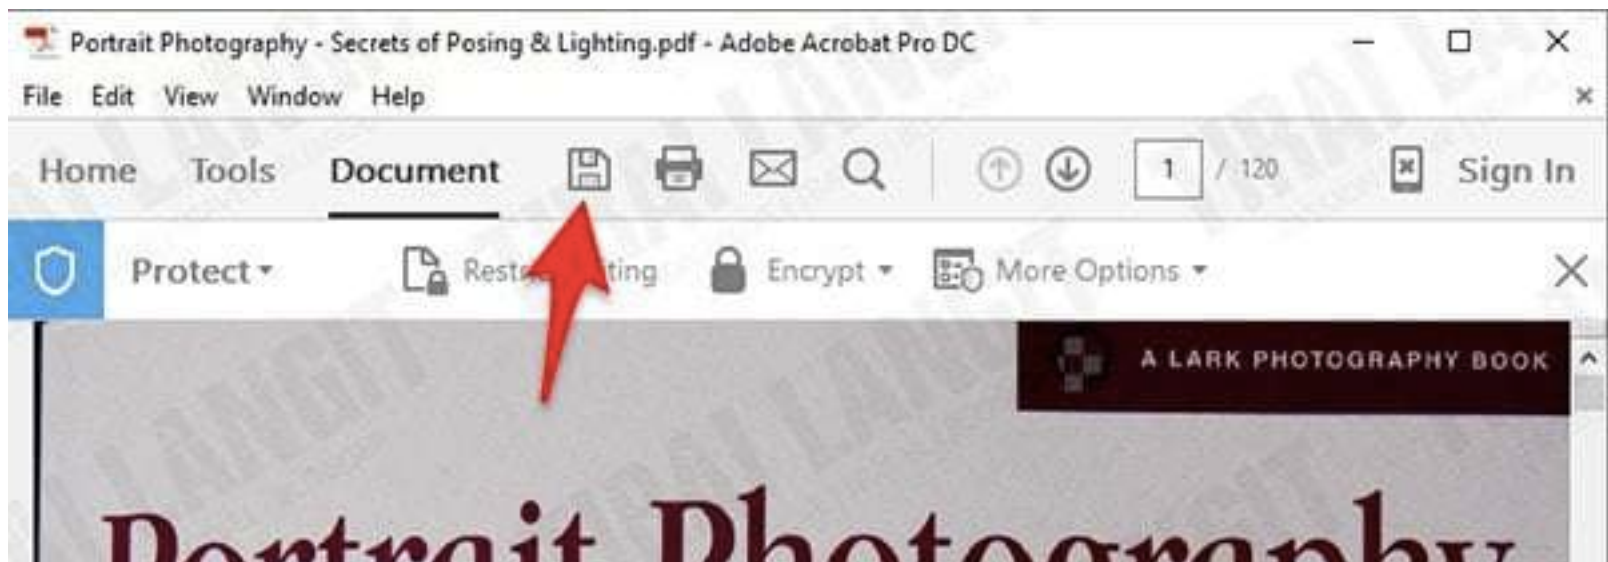 Portrait Photography - Secrets of Posing & Lighting.pdf - Adobe Acrobat Pro DC
File Edit View Window Help
Home Tools Document 1 / 120 Sign In
Protect Encrypt More Options
A LARK PHOTOGRAPHY BOOK
Portrait Photography